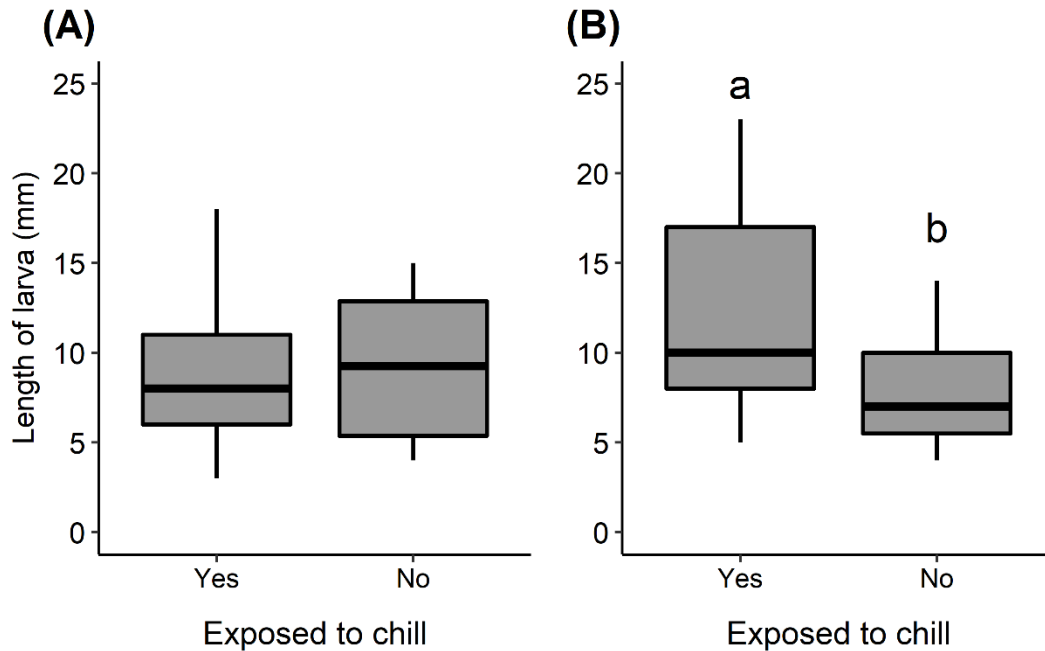 (A)
Length of larva (mm)
25
20
15
10
5
0
Yes No
Exposed to chill
(B)
25
20
15
10
5
0
a
b
Yes No
Exposed to chill